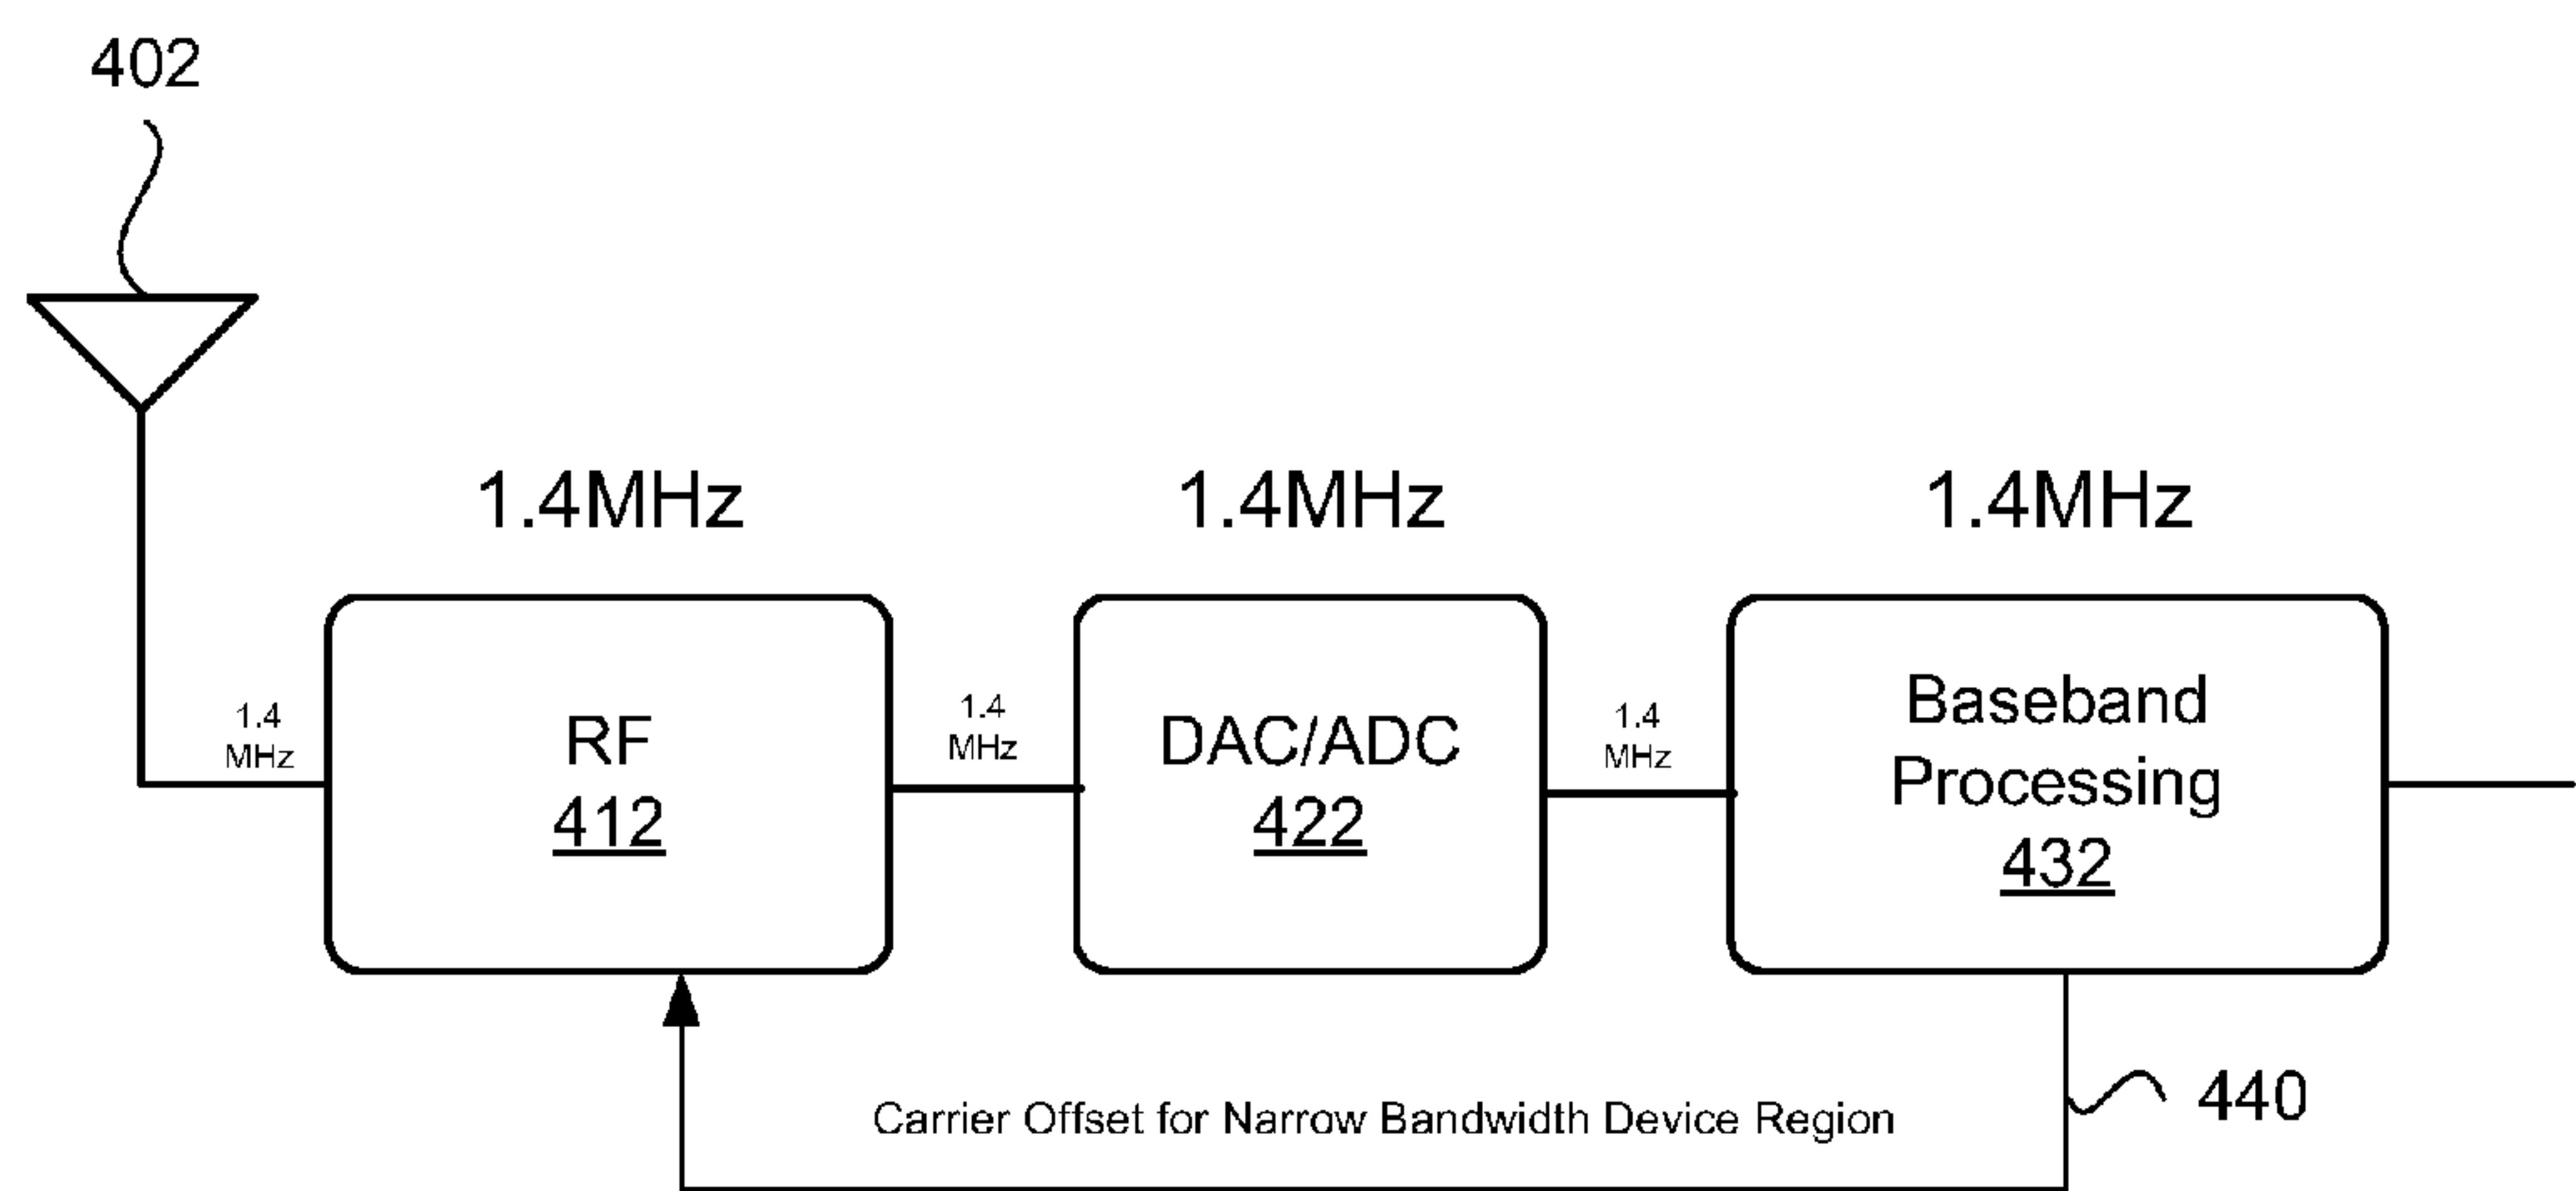 402
1.4MHz
1.4MHz
1.4MHz
1.4
MHz
RF
412
1.4
MHz
DAC/ADC
422
1.4
MHz
Baseband
Processing
432
Carrier Offset for Narrow Bandwidth Device Region
440